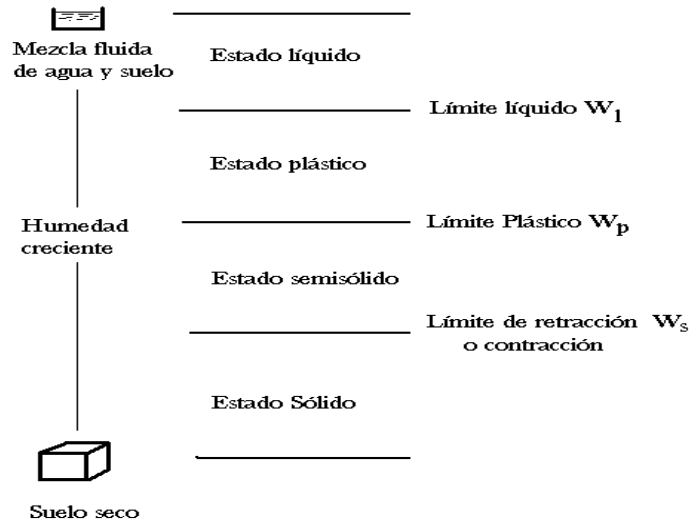 Mezcla fluida
de agua y suelo
Estado líquido
Límite líquido Wl
Estado plástico
Humedad
creciente
Límite Plástico Wp
Estado semisólido
Límite de retracción Ws
o contracción
Estado Sólido
Suelo seco